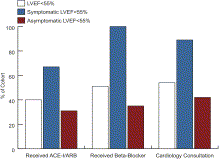 LVEF<55%
Symptomatic LVEF<55%
Asymptomatic LVEF<55%
% of Cohort
100
80
60
40
20
0
Received ACE-I/ARB
Received Beta-Blocker
Cardiology Consultation